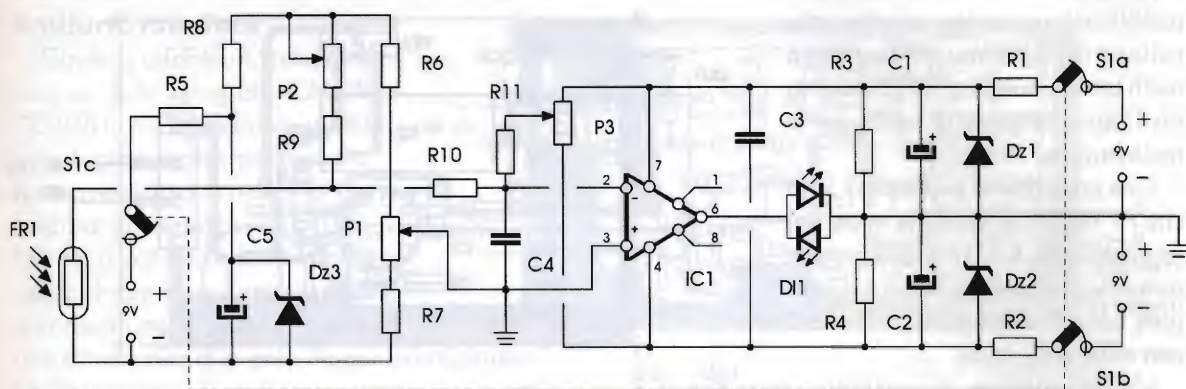 R8
R6
R5
P2
R11
R3
C1
R1
S1a
R9
P3
C3
S1c
R10
7
+
9V
−
Dz1
2
−
1
6
+
3
8
4
FR1
C5
P1
C4
IC1
DI1
+
9V
−
Dz3
R7
R4
C2
Dz2
R2
+
9V
−
S1b
+
+
+